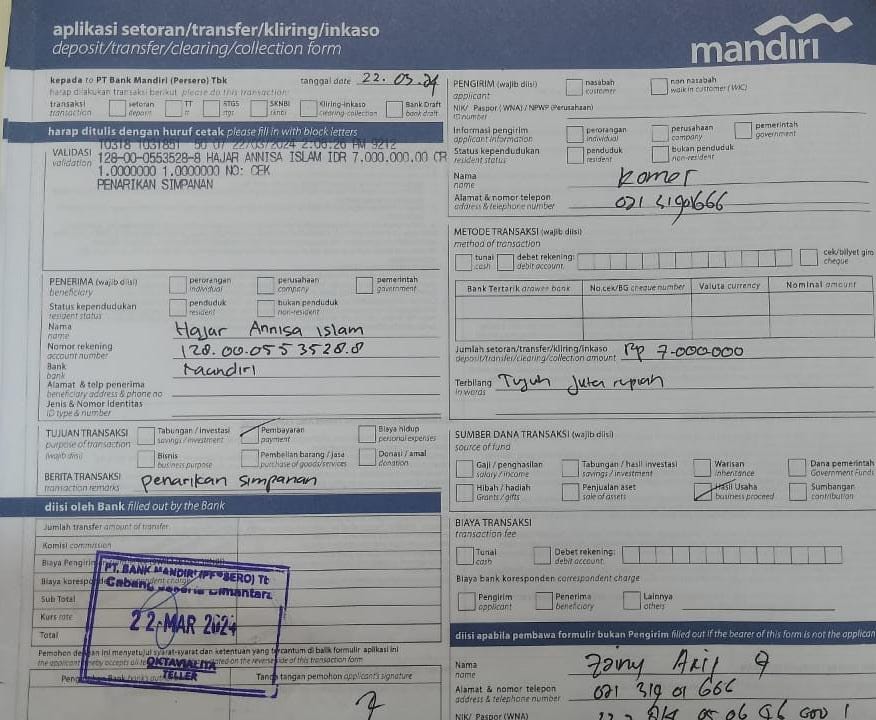 aplikasi setoran/transfer/kliring/inkaso
deposit/transfer/clearing/collection form
mandiri
kepada to PT Bank Mandiri (Persero) Tbk
tanggal date 22.03.24
harap dilakukan transaksi berikut please do this transaction:
transaksi
transaction
setoran
deposit
TT
tt
RTGS
rtgs
SKNBI
sknbi
Kliring-inkaso
clearing-collection
Bank Draft
bank draft
harap ditulis dengan huruf cetak please fill in with block letters
VALIDASI
validation
10318 1031851 50 07 22/03/2024 2:06:26 PM 9212
128-00-0553528-8 HAJAR ANNISA ISLAM IDR 7.000.000.00 CR
1.0000000 1.0000000 NO: CEK
PENARIKAN SIMPANAN
PENERIMA (wajib diisi)
beneficiary
perorangan
individual
perusahaan
company
pemerintah
government
Status kependudukan
resident status
penduduk
resident
bukan penduduk
non-resident
Nama
name
Hajar Annisa Islam
Nomor rekening
account number
128.00.0553528.8
Bank
bank
Maandiri
Alamat & telp penerima
beneficiary address & phone no
Jenis & Nomor Identitas
ID type & number
TUJUAN TRANSAKSI
purpose of transaction
(wajib diisi)
Tabungan / Investasi
savings / investment
Pembayaran
payment
Biaya hidup
personal expenses
Bisnis
business purpose
Pembelian barang / jasa
purchase of goods/services
Donasi / amal
donation
BERITA TRANSAKSI
transaction remarks
penarikan simpanan
diisi oleh Bank filled out by the Bank
Jumlah transfer amount of transfer
Komisi commission
Biaya Pengirim
Biaya korespondent charge
Sub Total
Kurs rate
Total
PT. BANK MANDIRI (PERSERO) Tb
Cabang
22 MAR 2024
OKTAVIALITA
TELLER
Pemohon dengan ini menyetujui syarat-syarat dan ketentuan yang tercantum di balik formulir aplikasi ini
the applicant hereby accepts all
stated on the reverse side of this transaction form
Tanda tangan pemohon applicant's signature
PENGIRIM (wajib diisi)
applicant
nasabah
customer
non nasabah
walk in customer (WIC)
NIK/ Paspor (WNA) / NPWP (Perusahaan)
ID number
Informasi pengirim
applicant information
perorangan
individual
perusahaan
company
pemerintah
government
Status kependudukan
resident status
penduduk
resident
bukan penduduk
non-resident
Nama
name
Alamat & nomor telepon
address & telephone number
021 31901666
METODE TRANSAKSI (wajib diisi)
method of transaction
tunai
cash
debet rekening:
debit account
cek/bilyet giro
cheque
Bank Tertarik drawee bank
No.cek/BG cheque number
Valuta currency
Nominal amount
Jumlah setoran/transfer/kliring/inkaso
deposit/transfer/clearing/collection amount
Rp 7.000.000
Terbilang
in words
Tujuh Juta rupiah
SUMBER DANA TRANSAKSI (wajib diisi)
source of fund
Gaji / penghasilan
salary / income
Tabungan / hasil investasi
savings / investment
Warisan
inheritance
Dana pemerintah
Government Funds
Hibah / hadiah
Grants / gifts
Penjualan aset
sale of assets
Hasil Usaha
business proceed
Sumbangan
contribution
BIAYA TRANSAKSI
transaction fee
Tunai
cash
Debet rekening:
debit account
Biaya bank koresponden correspondent charge
Pengirim
applicant
Penerima
beneficiary
Lainnya
others
diisi apabila pembawa formulir bukan Pengirim filled out if the bearer of this form is not the applican
Nama
name
Alamat & nomor telepon
address & telephone number
021 319 01 666
NIK/ Paspor (WNA)